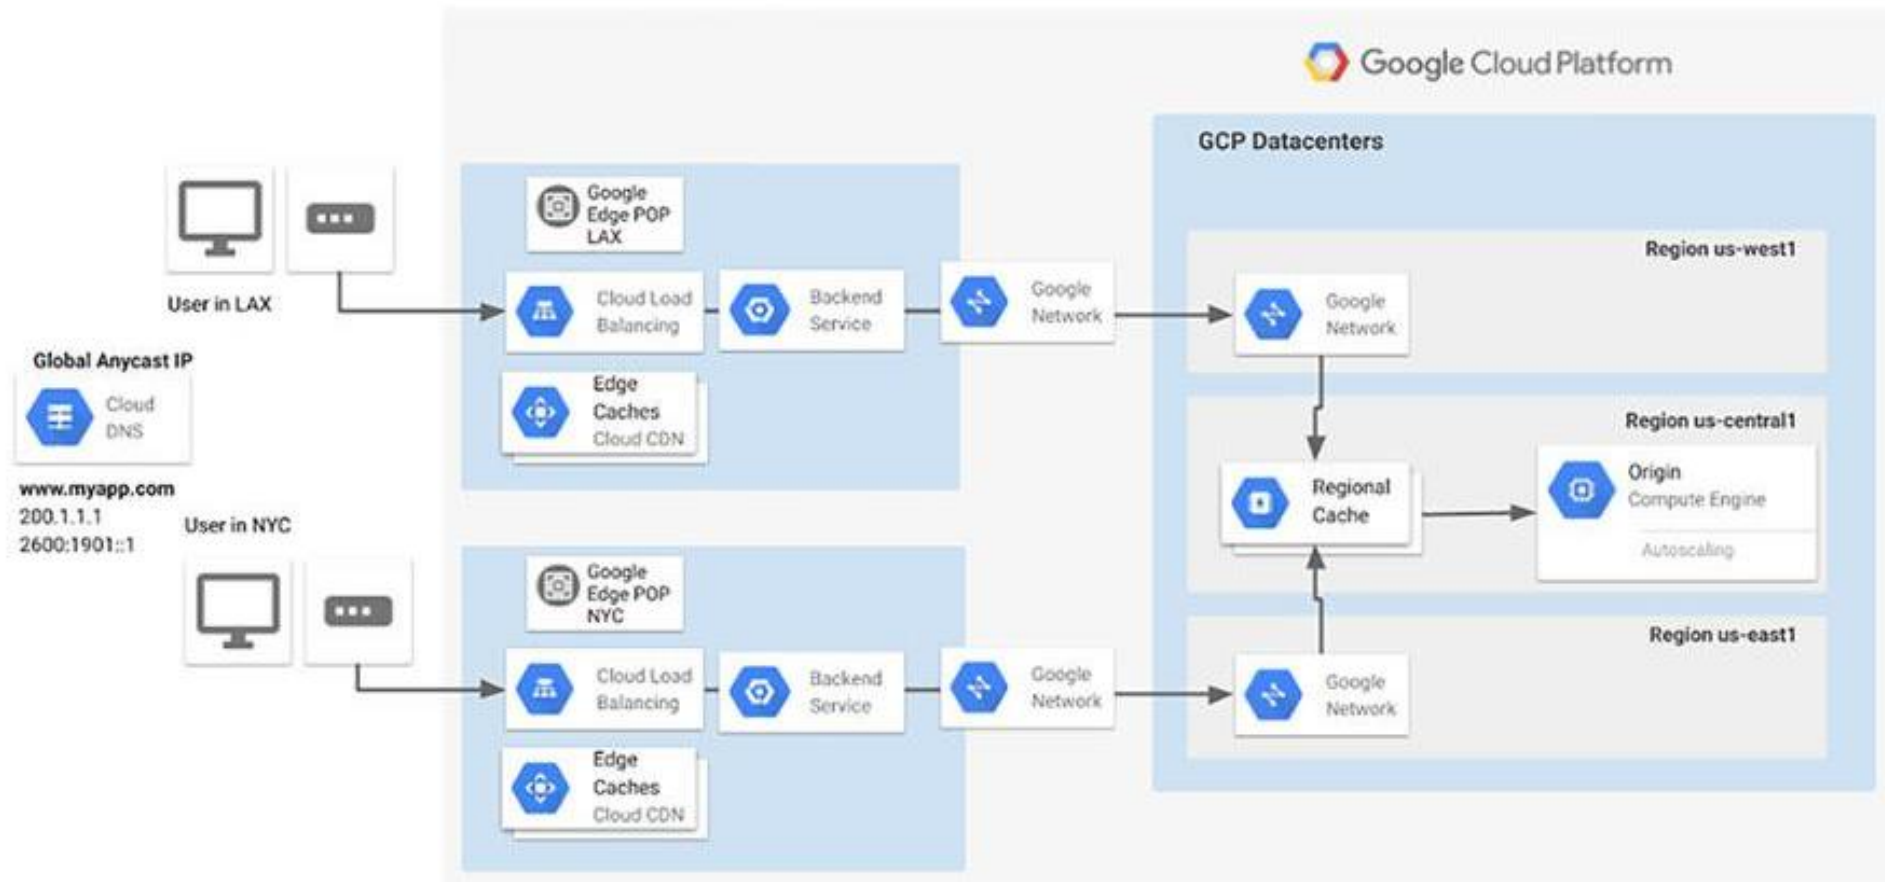 Google Cloud Platform
GCP Datacenters
Google
Edge POP
LAX
User in LAX
Cloud Load
Balancing
Backend
Service
Google
Network
Region us-west1
Google
Network
Edge
Caches
Cloud CDN
Global Anycast IP
Cloud
DNS
www.myapp.com
200.1.1.1
2600:1901::1
Region us-central1
Regional
Cache
Origin
Compute Engine
Autoscaling
User in NYC
Google
Edge POP
NYC
Cloud Load
Balancing
Backend
Service
Google
Network
Region us-east1
Google
Network
Edge
Caches
Cloud CDN